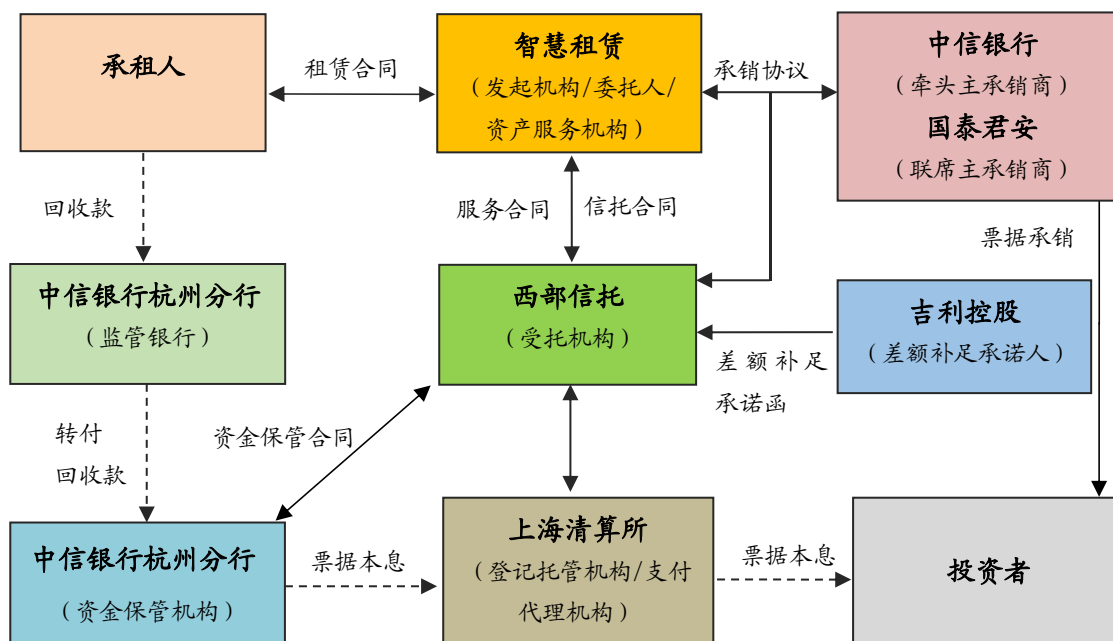 承租人
租赁合同
智慧租赁
（发起机构/委托人/
资产服务机构）
承销协议
中信银行
（牵头主承销商）
国泰君安
（联席主承销商）
回收款
服务合同
信托合同
票据承销
中信银行杭州分行
（监管银行）
西部信托
（受托机构）
差额补足
承诺函
吉利控股
（差额补足承诺人）
转付
回收款
资金保管合同
中信银行杭州分行
（资金保管机构）
票据本息
上海清算所
（登记托管机构/支付
代理机构）
票据本息
投资者